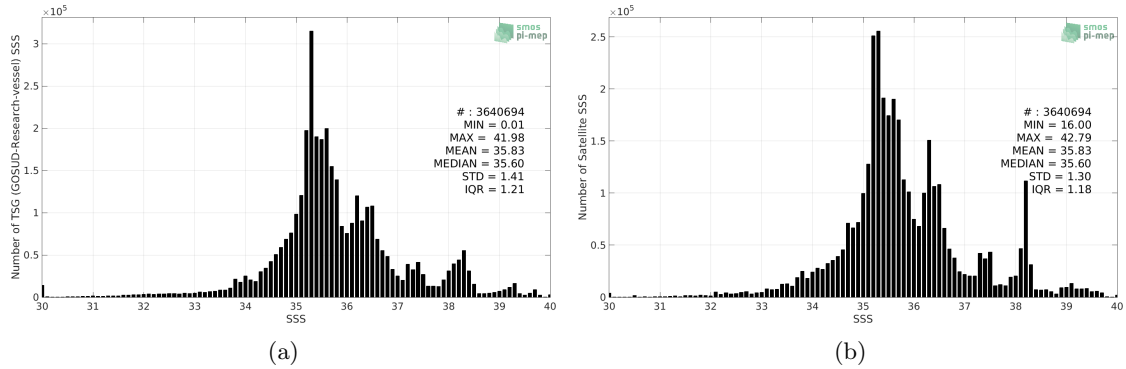 ×10⁵
smos
pi-mep
3
2.5
2
1.5
1
0.5
0
Number of TSG (GOSUD-Research-vessel) SSS
# : 3640694
MIN = 0.01
MAX = 41.98
MEAN = 35.83
MEDIAN = 35.60
STD = 1.41
IQR = 1.21
30 31 32 33 34 35 36 37 38 39 40
SSS
(a)
×10⁵
smos
pi-mep
2.5
2
1.5
1
0.5
0
Number of Satellite SSS
# : 3640694
MIN = 16.00
MAX = 42.79
MEAN = 35.83
MEDIAN = 35.60
STD = 1.30
IQR = 1.18
30 31 32 33 34 35 36 37 38 39 40
SSS
(b)